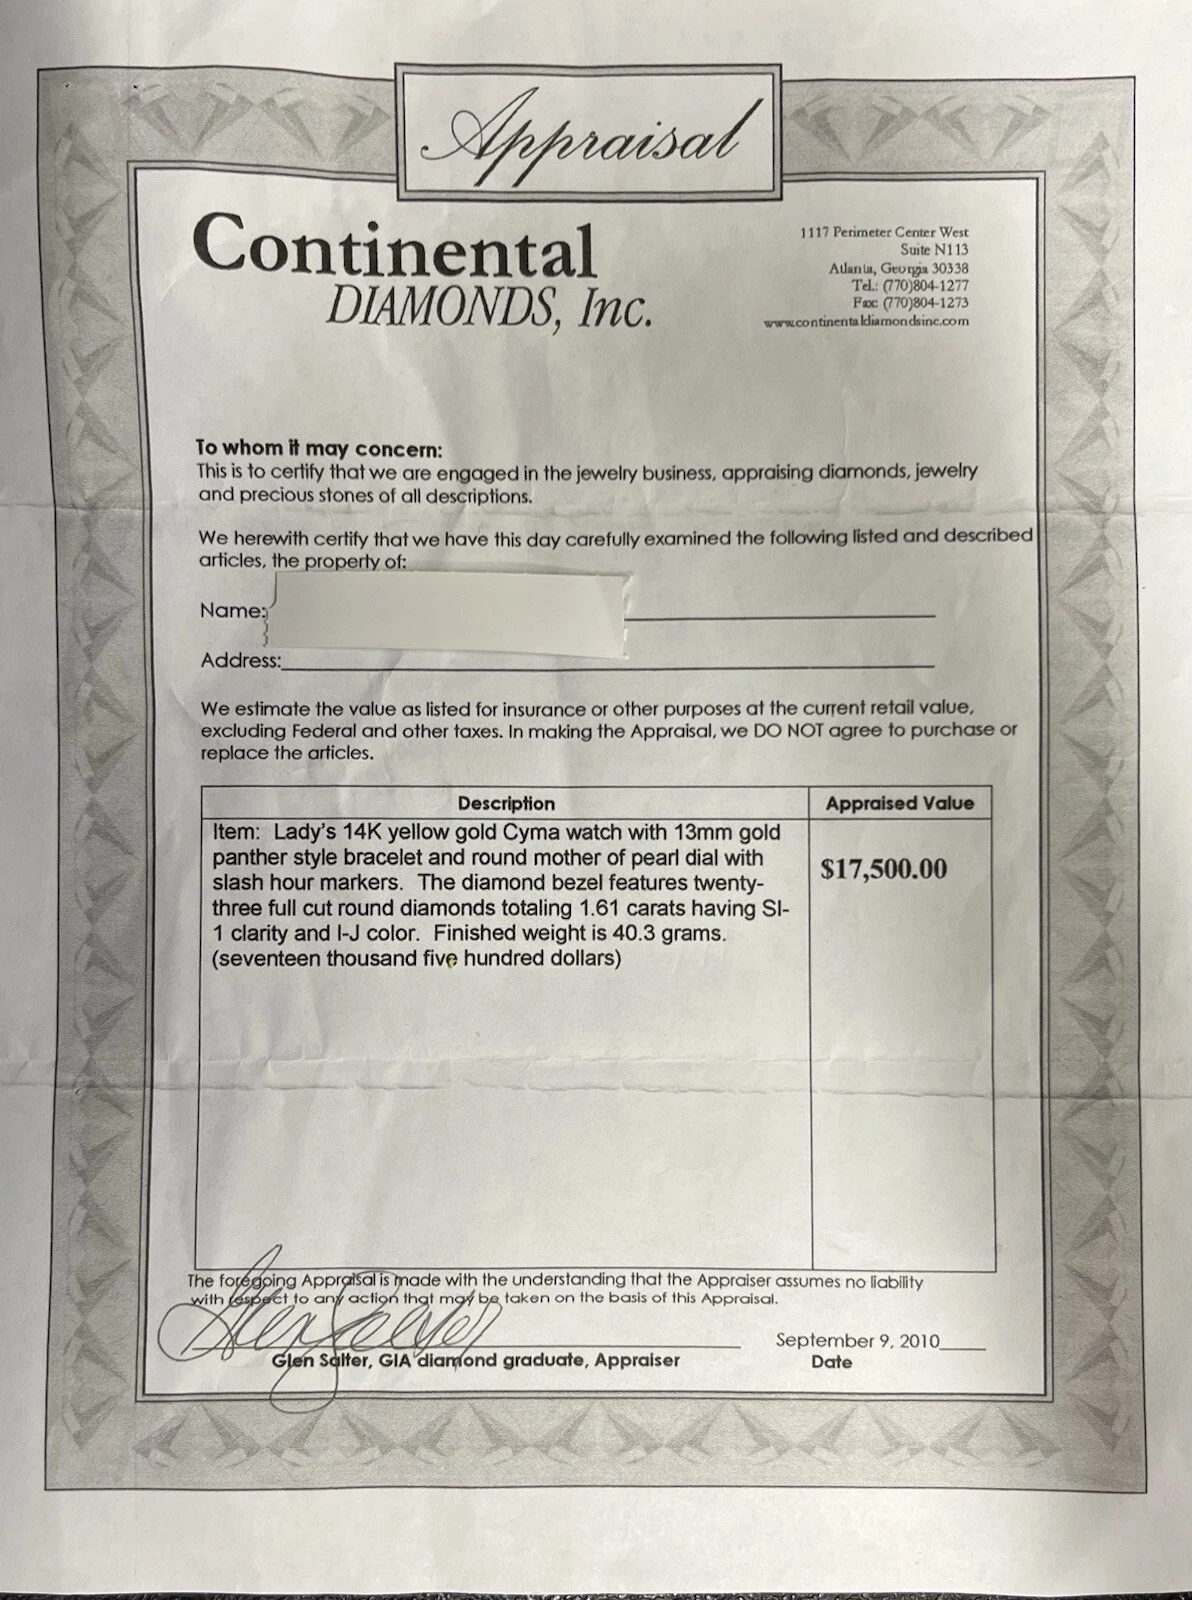 Appraisal
Continental
DIAMONDS, Inc.
1117 Perimeter Center West
Suite N113
Atlanta, Georgia 30338
Tel.: (770)804-1277
Fax: (770)804-1273
www.continentaldiamondsinc.com
To whom it may concern:
This is to certify that we are engaged in the jewelry business, appraising diamonds, jewelry
and precious stones of all descriptions.
We herewith certify that we have this day carefully examined the following listed and described
articles, the property of:
Name:
Address:
We estimate the value as listed for insurance or other purposes at the current retail value,
excluding Federal and other taxes. In making the Appraisal, we DO NOT agree to purchase or
replace the articles.
Description
Appraised Value
Item: Lady's 14K yellow gold Cyma watch with 13mm gold
panther style bracelet and round mother of pearl dial with
slash hour markers. The diamond bezel features twenty-
three full cut round diamonds totaling 1.61 carats having SI-
1 clarity and I-J color. Finished weight is 40.3 grams.
(seventeen thousand five hundred dollars)
$17,500.00
The foregoing Appraisal is made with the understanding that the Appraiser assumes no liability
with respect to any action that may be taken on the basis of this Appraisal.
Glen Salter
September 9, 2010
Glen Salter, GIA diamond graduate, Appraiser
Date